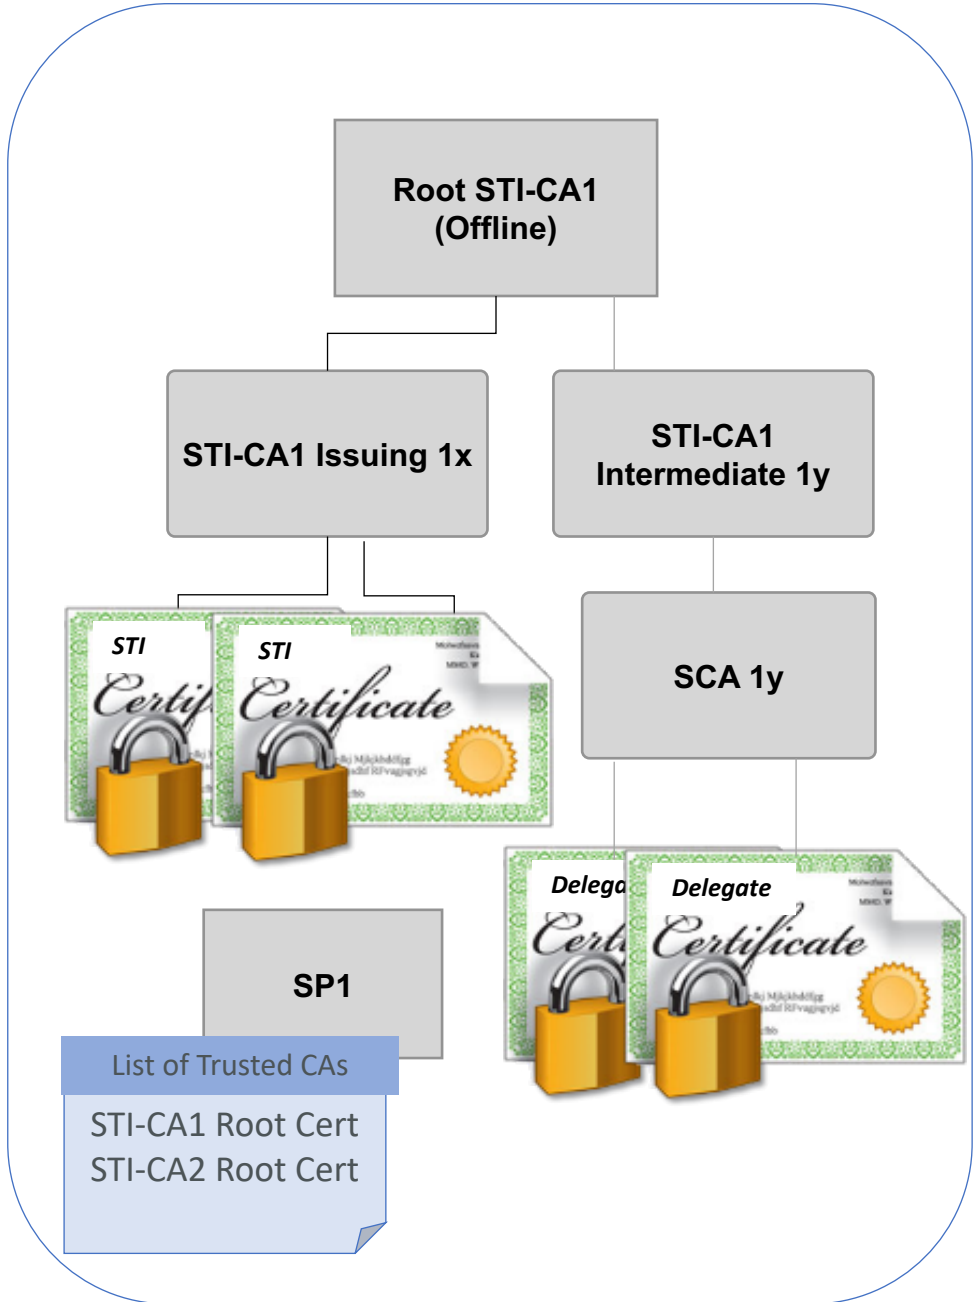 Root STI-CA1
(Offline)
STI-CA1 Issuing 1x
STI-CA1
Intermediate 1y
SCA 1y
STI
Certif
STI
Certificate
Delega
Delegate
Certificate
SP1
List of Trusted CAs
STI-CA1 Root Cert
STI-CA2 Root Cert